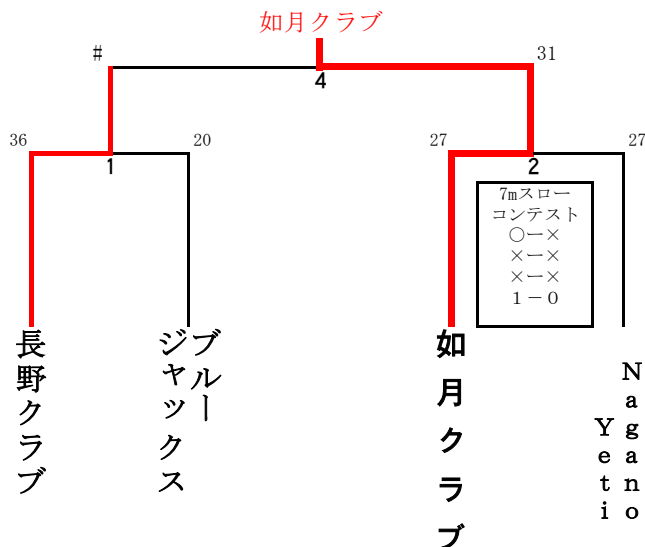 如月クラブ
#
31
4
36
20
27
27
1
2
7mスロー
コンテスト
○ー×
×ー×
×ー×
1－0
長野クラブ
ブルー
ジャックス
如月クラブ
Nagano
Yeti